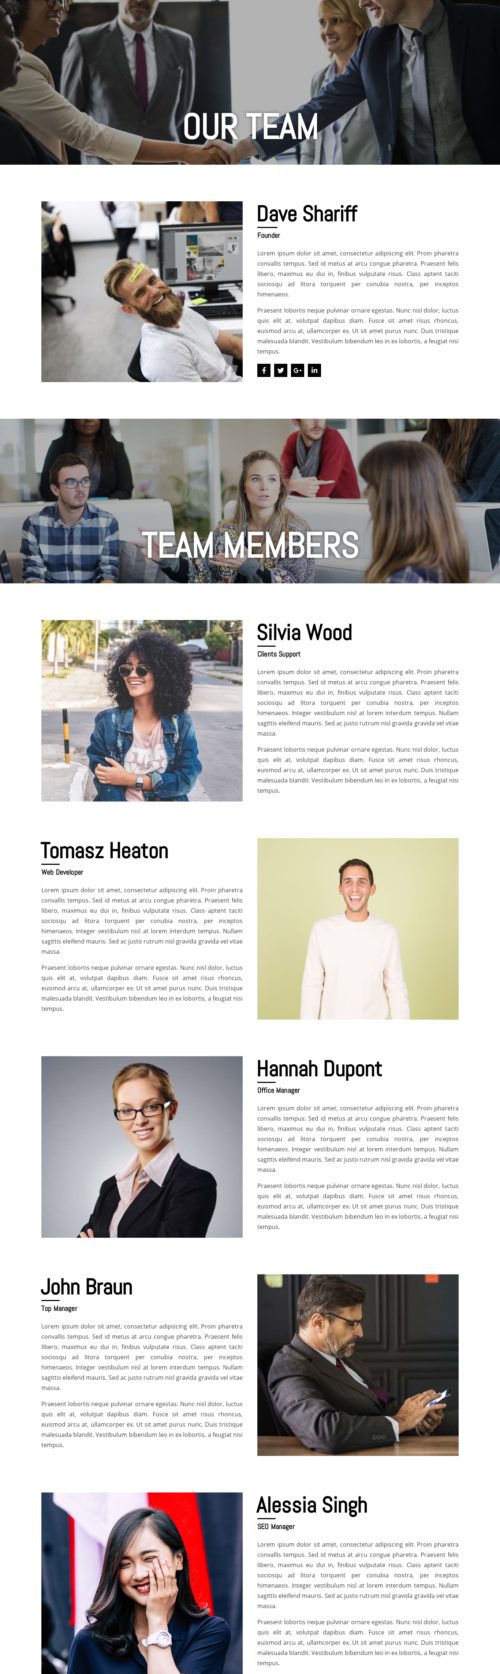 OUR TEAM
Dave Shariff
Founder
Lorem ipsum dolor sit amet, consectetur adipiscing elit. Proin pharetra
convallis tempus. Sed id metus at arcu congue pharetra. Praesent felis
libero, maximus eu dui in, finibus vulputate risus. Class aptent taciti
sociosqu ad litora torquent per conubia nostra, per inceptos
himenaeos.
Praesent lobortis neque pulvinar ornare egestas. Nunc nisl dolor, luctus
quis elit at, volutpat dapibus diam. Fusce sit amet risus rhoncus,
euismod arcu at, ullamcorper ex. Ut sit amet purus nunc. Duis tristique
malesuada blandit. Vestibulum bibendum leo in ex lobortis, a feugiat nisi
tempus.
TEAM MEMBERS
Silvia Wood
Clients Support
Lorem ipsum dolor sit amet, consectetur adipiscing elit. Proin pharetra
convallis tempus. Sed id metus at arcu congue pharetra. Praesent felis
libero, maximus eu dui in, finibus vulputate risus. Class aptent taciti
sociosqu ad litora torquent per conubia nostra, per inceptos
himenaeos. Integer vestibulum nisl at lorem interdum tempus. Nullam
sagittis eleifend mauris. Sed ac justo rutrum nisl gravida gravida vel vitae
massa.
Praesent lobortis neque pulvinar ornare egestas. Nunc nisl dolor, luctus
quis elit at, volutpat dapibus diam. Fusce sit amet risus rhoncus,
euismod arcu at, ullamcorper ex. Ut sit amet purus nunc. Duis tristique
malesuada blandit. Vestibulum bibendum leo in ex lobortis, a feugiat nisi
tempus.
Tomasz Heaton
Web Developer
Lorem ipsum dolor sit amet, consectetur adipiscing elit. Proin pharetra
convallis tempus. Sed id metus at arcu congue pharetra. Praesent felis
libero, maximus eu dui in, finibus vulputate risus. Class aptent taciti
sociosqu ad litora torquent per conubia nostra, per inceptos
himenaeos. Integer vestibulum nisl at lorem interdum tempus. Nullam
sagittis eleifend mauris. Sed ac justo rutrum nisl gravida gravida vel vitae
massa.
Praesent lobortis neque pulvinar ornare egestas. Nunc nisl dolor, luctus
quis elit at, volutpat dapibus diam. Fusce sit amet risus rhoncus,
euismod arcu at, ullamcorper ex. Ut sit amet purus nunc. Duis tristique
malesuada blandit. Vestibulum bibendum leo in ex lobortis, a feugiat nisi
tempus.
Hannah Dupont
Office Manager
Lorem ipsum dolor sit amet, consectetur adipiscing elit. Proin pharetra
convallis tempus. Sed id metus at arcu congue pharetra. Praesent felis
libero, maximus eu dui in, finibus vulputate risus. Class aptent taciti
sociosqu ad litora torquent per conubia nostra, per inceptos
himenaeos. Integer vestibulum nisl at lorem interdum tempus. Nullam
sagittis eleifend mauris. Sed ac justo rutrum nisl gravida gravida vel vitae
massa.
Praesent lobortis neque pulvinar ornare egestas. Nunc nisl dolor, luctus
quis elit at, volutpat dapibus diam. Fusce sit amet risus rhoncus,
euismod arcu at, ullamcorper ex. Ut sit amet purus nunc. Duis tristique
malesuada blandit. Vestibulum bibendum leo in ex lobortis, a feugiat nisi
tempus.
John Braun
Top Manager
Lorem ipsum dolor sit amet, consectetur adipiscing elit. Proin pharetra
convallis tempus. Sed id metus at arcu congue pharetra. Praesent felis
libero, maximus eu dui in, finibus vulputate risus. Class aptent taciti
sociosqu ad litora torquent per conubia nostra, per inceptos
himenaeos. Integer vestibulum nisl at lorem interdum tempus. Nullam
sagittis eleifend mauris. Sed ac justo rutrum nisl gravida gravida vel vitae
massa.
Praesent lobortis neque pulvinar ornare egestas. Nunc nisl dolor, luctus
quis elit at, volutpat dapibus diam. Fusce sit amet risus rhoncus,
euismod arcu at, ullamcorper ex. Ut sit amet purus nunc. Duis tristique
malesuada blandit. Vestibulum bibendum leo in ex lobortis, a feugiat nisi
tempus.
Alessia Singh
SEO Manager
Lorem ipsum dolor sit amet, consectetur adipiscing elit. Proin pharetra
convallis tempus. Sed id metus at arcu congue pharetra. Praesent felis
libero, maximus eu dui in, finibus vulputate risus. Class aptent taciti
sociosqu ad litora torquent per conubia nostra, per inceptos
himenaeos. Integer vestibulum nisl at lorem interdum tempus. Nullam
sagittis eleifend mauris. Sed ac justo rutrum nisl gravida gravida vel vitae
massa.
Praesent lobortis neque pulvinar ornare egestas. Nunc nisl dolor, luctus
quis elit at, volutpat dapibus diam. Fusce sit amet risus rhoncus,
euismod arcu at, ullamcorper ex. Ut sit amet purus nunc. Duis tristique
malesuada blandit. Vestibulum bibendum leo in ex lobortis, a feugiat nisi
tempus.